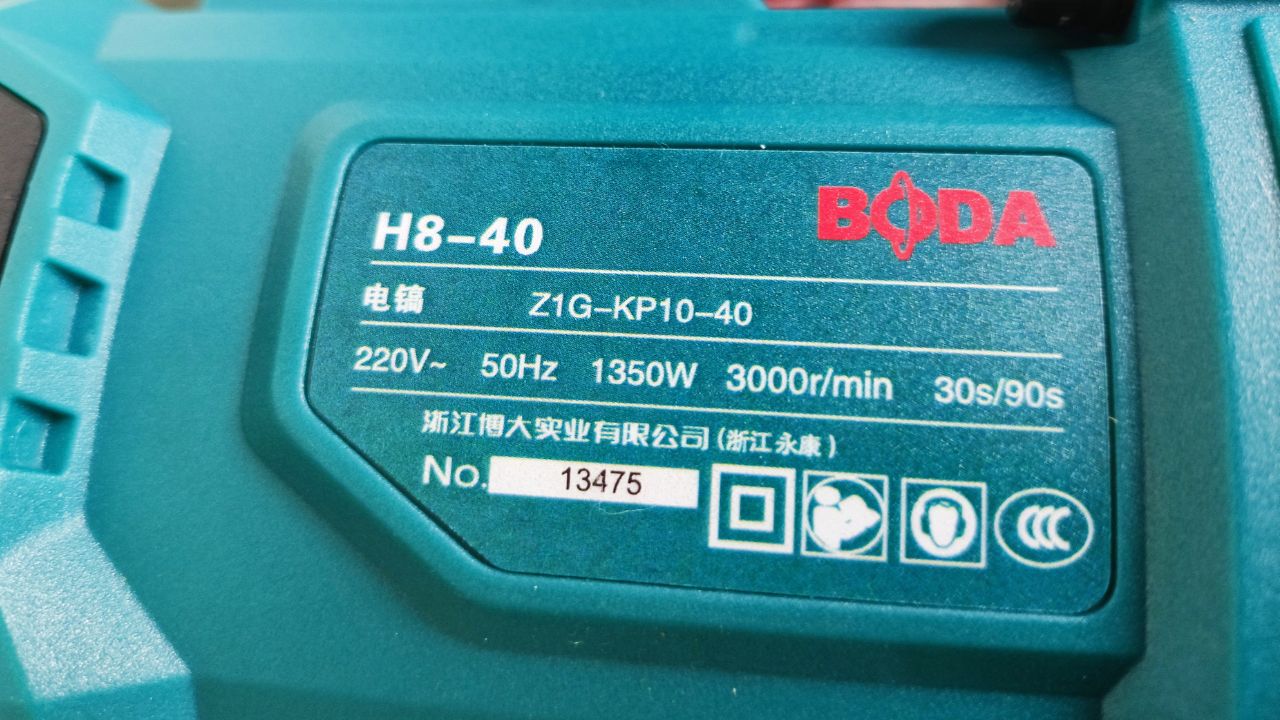 BODA
H8-40
电镐 Z1G-KP10-40
220V~ 50Hz 1350W 3000r/min 30s/90s
浙江博大实业有限公司(浙江永康)
No. 13475
CCC